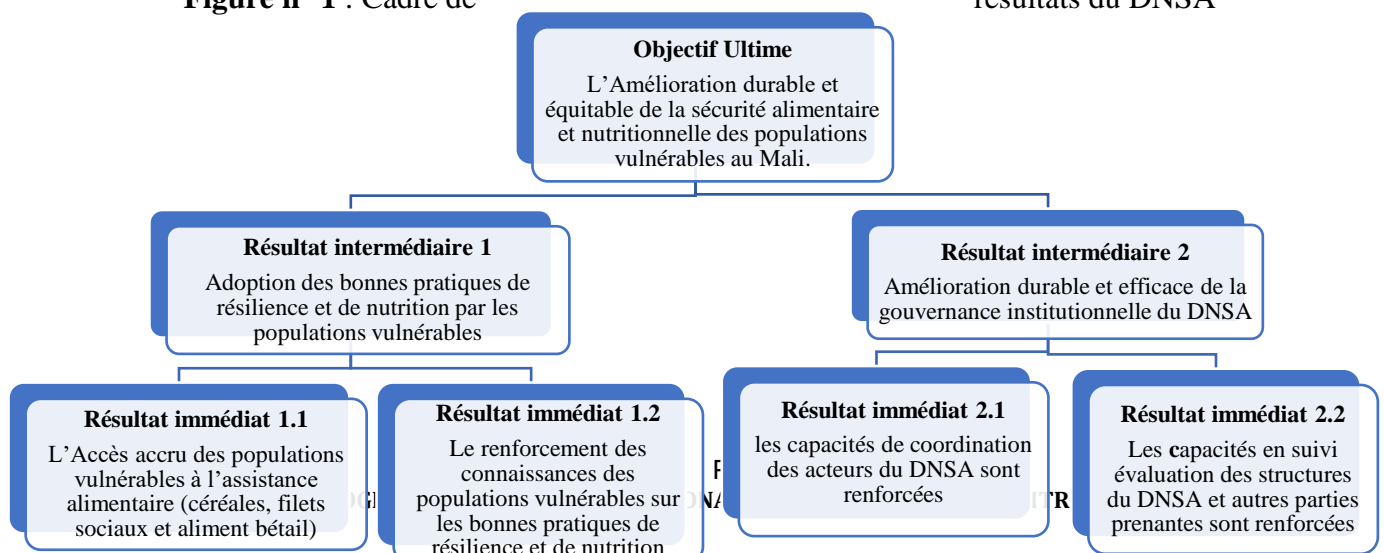 Figure n° 1 : Cadre de résultats du DNSA
Objectif Ultime
L’Amélioration durable et
équitable de la sécurité alimentaire
et nutritionnelle des populations
vulnérables au Mali.
Résultat intermédiaire 1
Adoption des bonnes pratiques de
résilience et de nutrition par les
populations vulnérables
Résultat intermédiaire 2
Amélioration durable et efficace de la
gouvernance institutionnelle du DNSA
Résultat immédiat 1.1
L’Accès accru des populations
vulnérables à l’assistance
alimentaire (céréales, filets
sociaux et aliment bétail)
Résultat immédiat 1.2
Le renforcement des
connaissances des
populations vulnérables sur
les bonnes pratiques de
résilience et de nutrition
Résultat immédiat 2.1
les capacités de coordination
des acteurs du DNSA sont
renforcées
Résultat immédiat 2.2
Les capacités en suivi
évaluation des structures
du DNSA et autres parties
prenantes sont renforcées